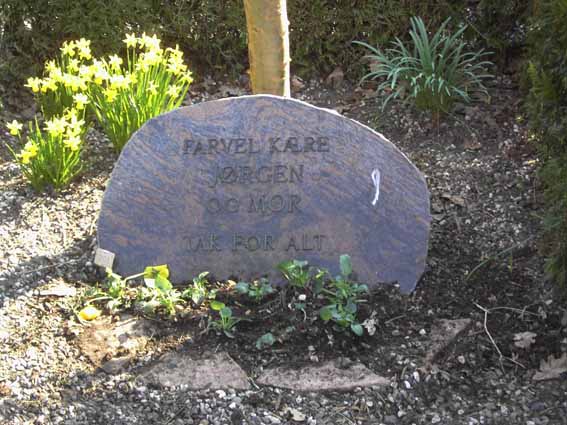 FARVEL KÆRE
JØRGEN
OG MOR
TAK FOR ALT